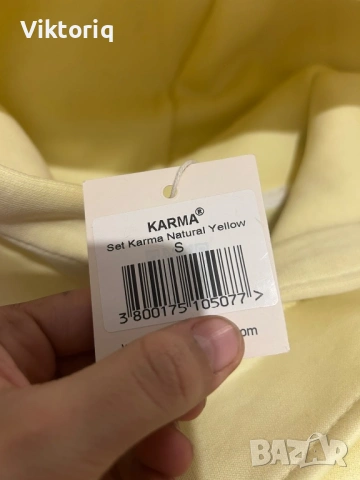 Viktoriq
KARMA®
Set Karma Natural Yellow
S
3 800175 105077 >
bazar